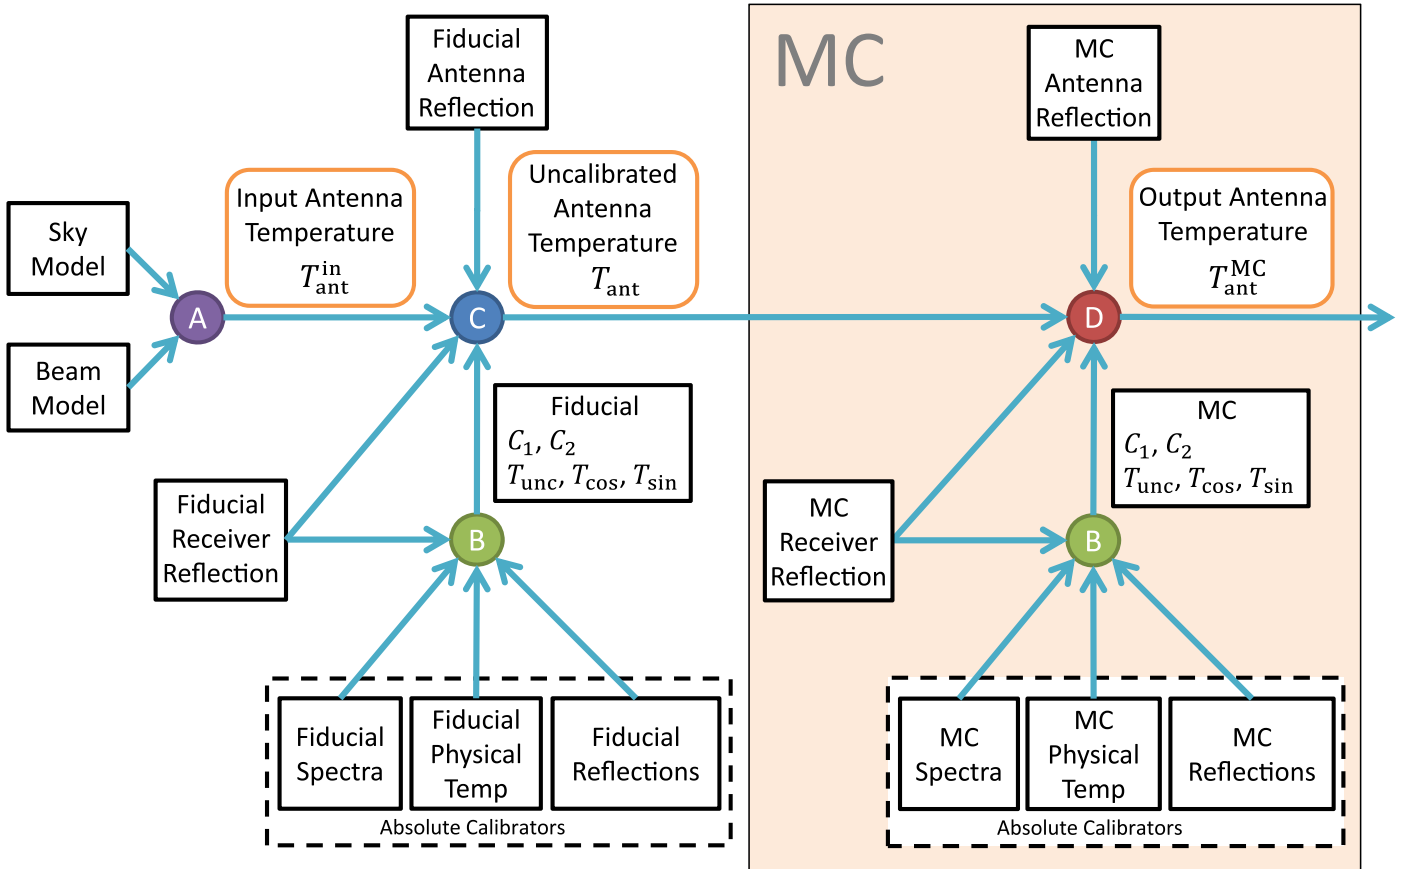 Fiducial
Antenna
Reflection
MC
MC
Antenna
Reflection
Sky
Model
Input Antenna
Temperature
T_ant^in
Uncalibrated
Antenna
Temperature
T_ant
Output Antenna
Temperature
T_ant^MC
A
C
D
Beam
Model
Fiducial
C_1, C_2
T_unc, T_cos, T_sin
MC
C_1, C_2
T_unc, T_cos, T_sin
Fiducial
Receiver
Reflection
B
MC
Receiver
Reflection
B
Fiducial
Spectra
Fiducial
Physical
Temp
Fiducial
Reflections
Absolute Calibrators
MC
Spectra
MC
Physical
Temp
MC
Reflections
Absolute Calibrators